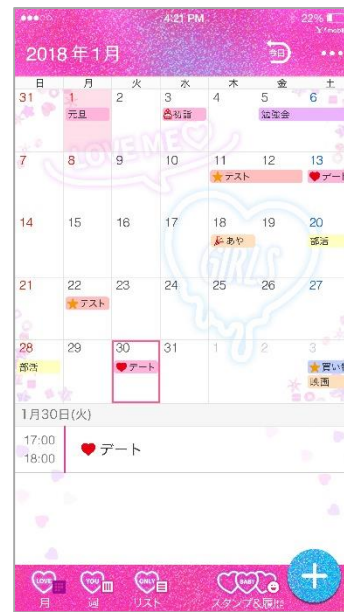 4:21 PM 22%
2018年1月 今日
日 月 火 水 木 金 土
31 1 2 3 4 5 6
元旦 初詣 勉強会
LOVE ME
7 8 9 10 11 12 13
テスト デート
14 15 16 17 18 19 20
あや 部活
GIRLS
21 22 23 24 25 26 27
テスト
28 29 30 31 1 2 3
部活 デート 買い
映画
1月30日(火)
17:00
18:00
デート
LOVE YOU ONLY BABY
月 週 リスト スタンプ&履歴